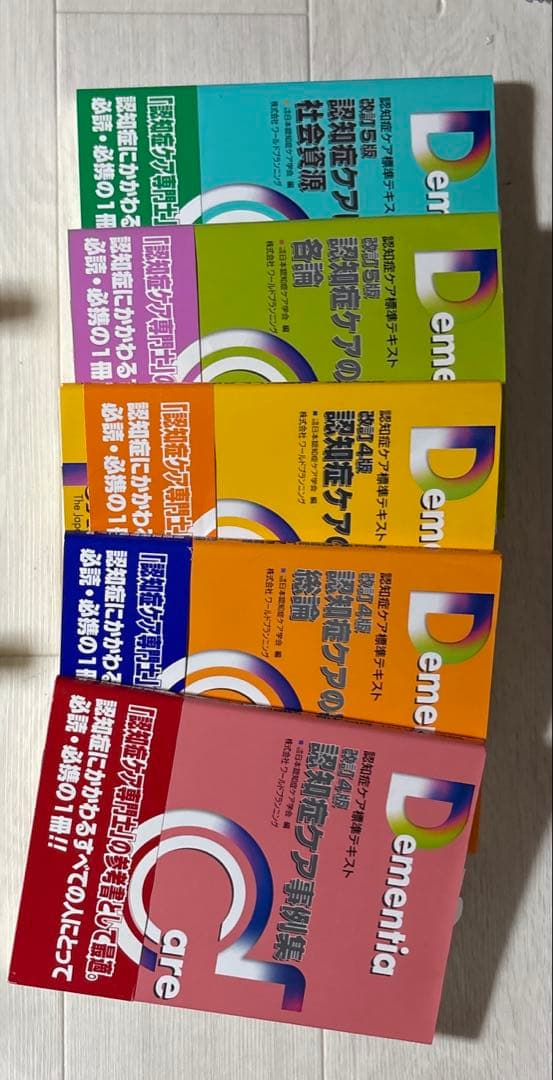 Dem
認知症ケア標準テキス
改訂5版
認知症ケア
社会資源
日本認知症ケア学会 編
株式会社 ワールドプランニング
「認知症ケア専門士」
認知症にかかわる
必読・必携の1冊
Deme
認知症ケア標準テキスト
改訂5版
認知症ケアの
各論
日本認知症ケア学会 編
株式会社 ワールドプランニング
「認知症ケア専門士」の
認知症にかかわる
必読・必携の1冊
Dem
認知症ケア標準テキスト
改訂4版
認知症ケアの
日本認知症ケア学会 編
株式会社 ワールドプランニング
「認知症ケア専門士」
認知症にかかわ
必読・必携の1冊
The Jap
Deme
認知症ケア標準テキスト
改訂4版
認知症ケアの
総論
日本認知症ケア学会 編
株式会社 ワールドプランニング
「認知症ケア専門士」
認知症にかかわる
必読・必携の1冊
Dementia
認知症ケア標準テキスト
改訂4版
認知症ケア事例集
日本認知症ケア学会 編
株式会社 ワールドプランニング
Care
「認知症ケア専門士」の参考書として最適。
認知症にかかわるすべての人にとって
必読・必携の1冊!!